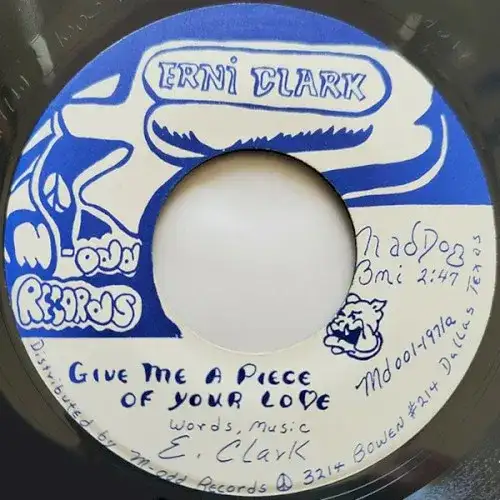 ERNi CLARK
M-odd
RECORDS
MadDog
Bmi 2:47
Md001-1971a
GIVE ME A PIECE
OF YOUR LOVE
words, music
E. Clark
Distributed by M-odd Records ☮ 3214 BOWEN #214 Dallas TEXAS